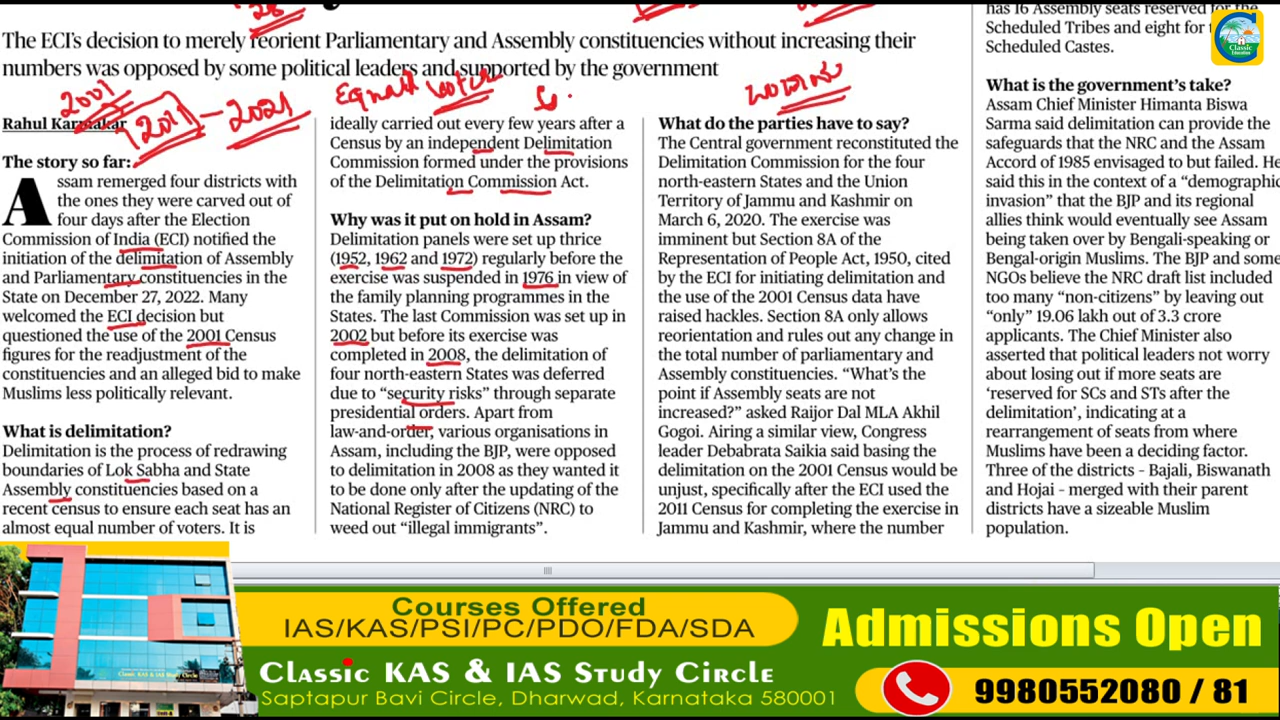 The ECI's decision to merely reorient Parliamentary and Assembly constituencies without increasing their
numbers was opposed by some political leaders and supported by the government
2001
2011 - 2021
Rahul Karmakar
The story so far:
Assam remerged four districts with
the ones they were carved out of
four days after the Election
Commission of India (ECI) notified the
initiation of the delimitation of Assembly
and Parliamentary constituencies in the
State on December 27, 2022. Many
welcomed the ECI decision but
questioned the use of the 2001 Census
figures for the readjustment of the
constituencies and an alleged bid to make
Muslims less politically relevant.
What is delimitation?
Delimitation is the process of redrawing
boundaries of Lok Sabha and State
Assembly constituencies based on a
recent census to ensure each seat has an
almost equal number of voters. It is
ideally carried out every few years after a
Census by an independent Delimitation
Commission formed under the provisions
of the Delimitation Commission Act.
Why was it put on hold in Assam?
Delimitation panels were set up thrice
(1952, 1962 and 1972) regularly before the
exercise was suspended in 1976 in view of
the family planning programmes in the
States. The last Commission was set up in
2002 but before its exercise was
completed in 2008, the delimitation of
four north-eastern States was deferred
due to "security risks" through separate
presidential orders. Apart from
law-and-order, various organisations in
Assam, including the BJP, were opposed
to delimitation in 2008 as they wanted it
to be done only after the updating of the
National Register of Citizens (NRC) to
weed out "illegal immigrants".
What do the parties have to say?
The Central government reconstituted the
Delimitation Commission for the four
north-eastern States and the Union
Territory of Jammu and Kashmir on
March 6, 2020. The exercise was
imminent but Section 8A of the
Representation of People Act, 1950, cited
by the ECI for initiating delimitation and
the use of the 2001 Census data have
raised hackles. Section 8A only allows
reorientation and rules out any change in
the total number of parliamentary and
Assembly constituencies. "What's the
point if Assembly seats are not
increased?" asked Raijor Dal MLA Akhil
Gogoi. Airing a similar view, Congress
leader Debabrata Saikia said basing the
delimitation on the 2001 Census would be
unjust, specifically after the ECI used the
2011 Census for completing the exercise in
Jammu and Kashmir, where the number
has 16 Assembly seats reserved for the
Scheduled Tribes and eight for
Scheduled Castes.
What is the government's take?
Assam Chief Minister Himanta Biswa
Sarma said delimitation can provide the
safeguards that the NRC and the Assam
Accord of 1985 envisaged to but failed. He
said this in the context of a "demographic
invasion" that the BJP and its regional
allies think would eventually see Assam
being taken over by Bengali-speaking or
Bengal-origin Muslims. The BJP and some
NGOs believe the NRC draft list included
too many "non-citizens" by leaving out
"only" 19.06 lakh out of 3.3 crore
applicants. The Chief Minister also
asserted that political leaders not worry
about losing out if more seats are
'reserved for SCs and STs after the
delimitation', indicating at a
rearrangement of seats from where
Muslims have been a deciding factor.
Three of the districts – Bajali, Biswanath
and Hojai – merged with their parent
districts have a sizeable Muslim
population.
Classic
Education
Courses Offered
IAS/KAS/PSI/PC/PDO/FDA/SDA
Classic KAS & IAS Study Circle
Saptapur Bavi Circle, Dharwad, Karnataka 580001
Admissions Open
9980552080 / 81